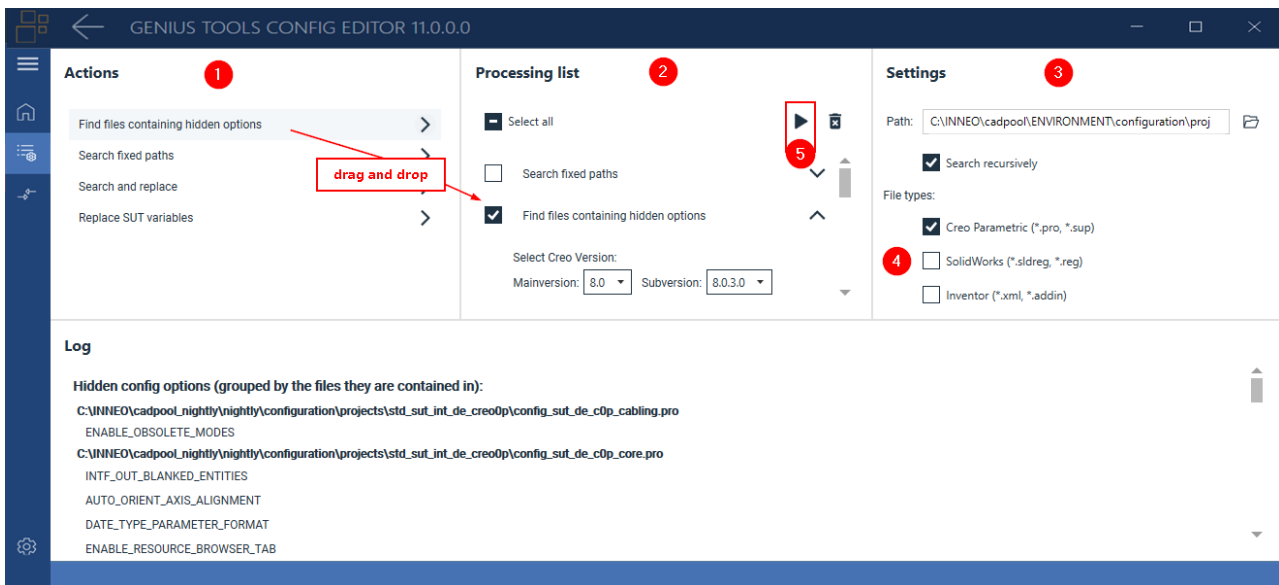 GENIUS TOOLS CONFIG EDITOR 11.0.0.0
Actions
1
Find files containing hidden options
Search fixed paths
Search and replace
Replace SUT variables
drag and drop
Processing list
2
Select all
5
Search fixed paths
Find files containing hidden options
Select Creo Version:
Mainversion: 8.0 Subversion: 8.0.3.0
Settings
3
Path: C:\INNEO\cadpool\ENVIRONMENT\configuration\proj
Search recursively
File types:
Creo Parametric (*.pro, *.sup)
4 SolidWorks (*.sldreg, *.reg)
Inventor (*.xml, *.addin)
Log
Hidden config options (grouped by the files they are contained in):
C:\INNEO\cadpool_nightly\nightly\configuration\projects\std_sut_int_de_creo0p\config_sut_de_c0p_cabling.pro
ENABLE_OBSOLETE_MODES
C:\INNEO\cadpool_nightly\nightly\configuration\projects\std_sut_int_de_creo0p\config_sut_de_c0p_core.pro
INTF_OUT_BLANKED_ENTITIES
AUTO_ORIENT_AXIS_ALIGNMENT
DATE_TYPE_PARAMETER_FORMAT
ENABLE_RESOURCE_BROWSER_TAB